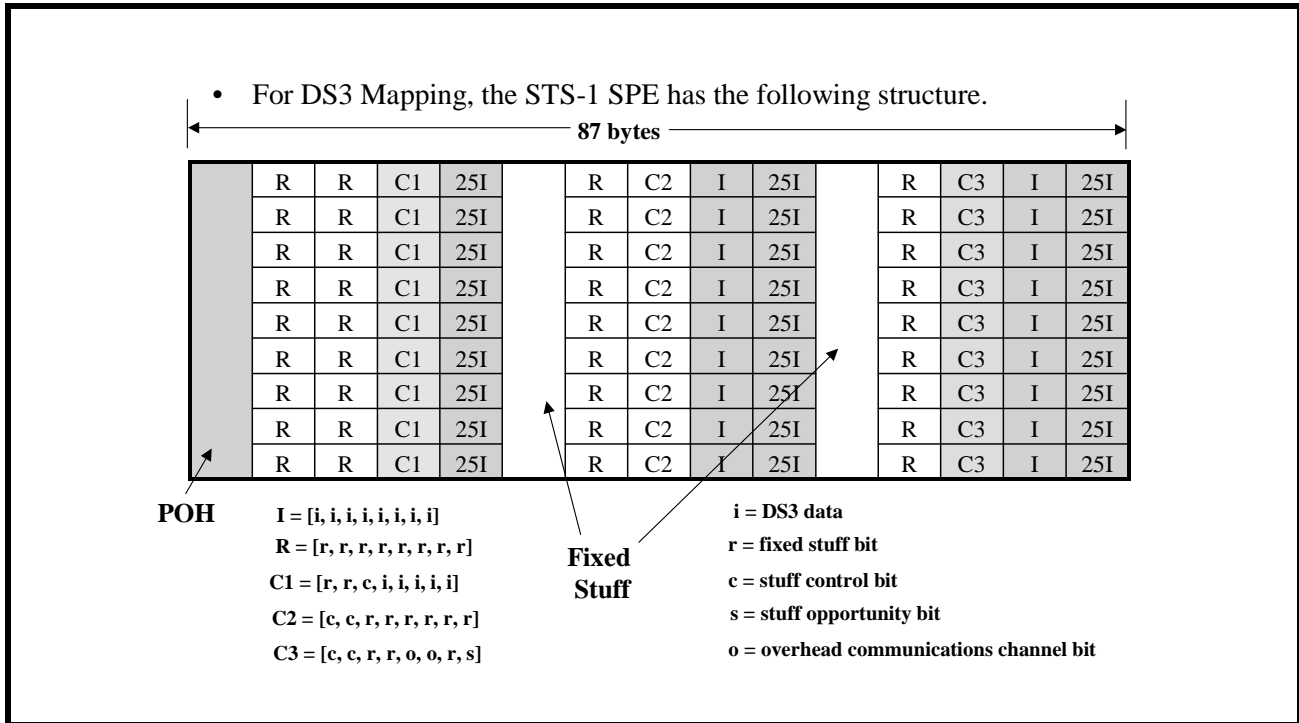 • For DS3 Mapping, the STS-1 SPE has the following structure.
87 bytes
R R C1 25I R C2 I 25I R C3 I 25I
R R C1 25I R C2 I 25I R C3 I 25I
R R C1 25I R C2 I 25I R C3 I 25I
R R C1 25I R C2 I 25I R C3 I 25I
R R C1 25I R C2 I 25I R C3 I 25I
R R C1 25I R C2 I 25I R C3 I 25I
R R C1 25I R C2 I 25I R C3 I 25I
R R C1 25I R C2 I 25I R C3 I 25I
R R C1 25I R C2 I 25I R C3 I 25I
POH
I = [i, i, i, i, i, i, i, i]
R = [r, r, r, r, r, r, r, r]
C1 = [r, r, c, i, i, i, i, i]
C2 = [c, c, r, r, r, r, r, r]
C3 = [c, c, r, r, o, o, r, s]
Fixed
Stuff
i = DS3 data
r = fixed stuff bit
c = stuff control bit
s = stuff opportunity bit
o = overhead communications channel bit